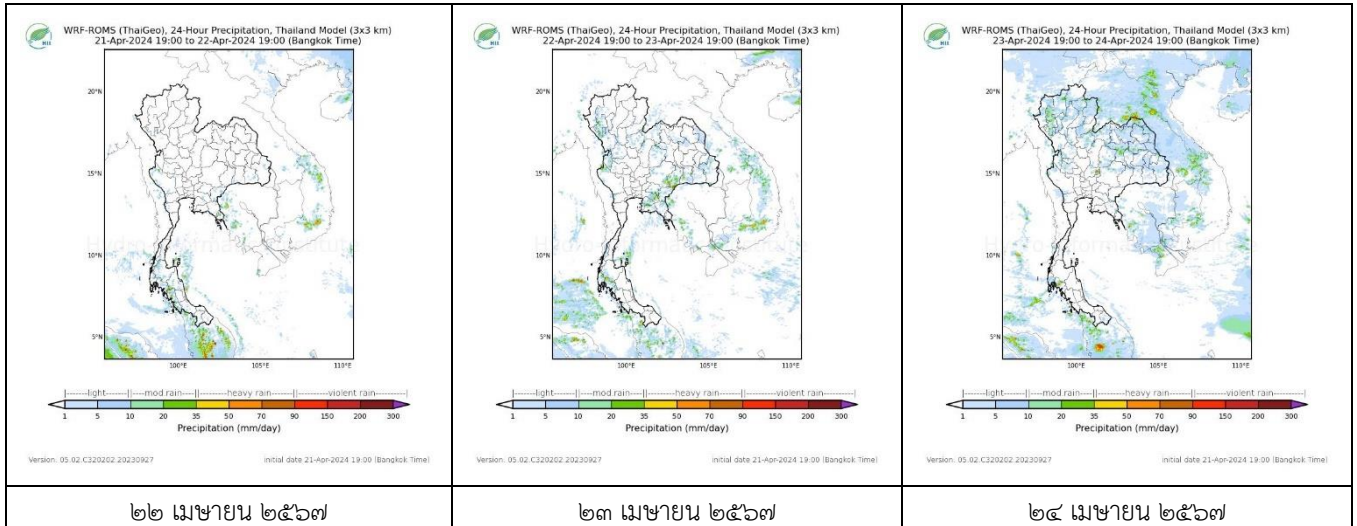 WRF-ROMS (ThaiGeo), 24-Hour Precipitation, Thailand Model (3x3 km)
21-Apr-2024 19:00 to 22-Apr-2024 19:00 (Bangkok Time)
HII
20°N
15°N
10°N
5°N
100°E 105°E 110°E
Hydro Informatics Institute
light mod rain heavy rain violent rain
1 5 10 20 35 50 70 90 150 200 300
Precipitation (mm/day)
Version: 05.02.C320202.20230927 initial date 21-Apr-2024 19:00 (Bangkok Time)
๒๒ เมษายน ๒๕๖๗
WRF-ROMS (ThaiGeo), 24-Hour Precipitation, Thailand Model (3x3 km)
22-Apr-2024 19:00 to 23-Apr-2024 19:00 (Bangkok Time)
HII
20°N
15°N
10°N
5°N
100°E 105°E 110°E
Hydro Informatics Institute
light mod rain heavy rain violent rain
1 5 10 20 35 50 70 90 150 200 300
Precipitation (mm/day)
Version: 05.02.C320202.20230927 initial date 21-Apr-2024 19:00 (Bangkok Time)
๒๓ เมษายน ๒๕๖๗
WRF-ROMS (ThaiGeo), 24-Hour Precipitation, Thailand Model (3x3 km)
23-Apr-2024 19:00 to 24-Apr-2024 19:00 (Bangkok Time)
HII
20°N
15°N
10°N
5°N
100°E 105°E 110°E
Hydro Informatics Institute
light mod rain heavy rain violent rain
1 5 10 20 35 50 70 90 150 200 300
Precipitation (mm/day)
Version: 05.02.C320202.20230927 initial date 21-Apr-2024 19:00 (Bangkok Time)
๒๔ เมษายน ๒๕๖๗